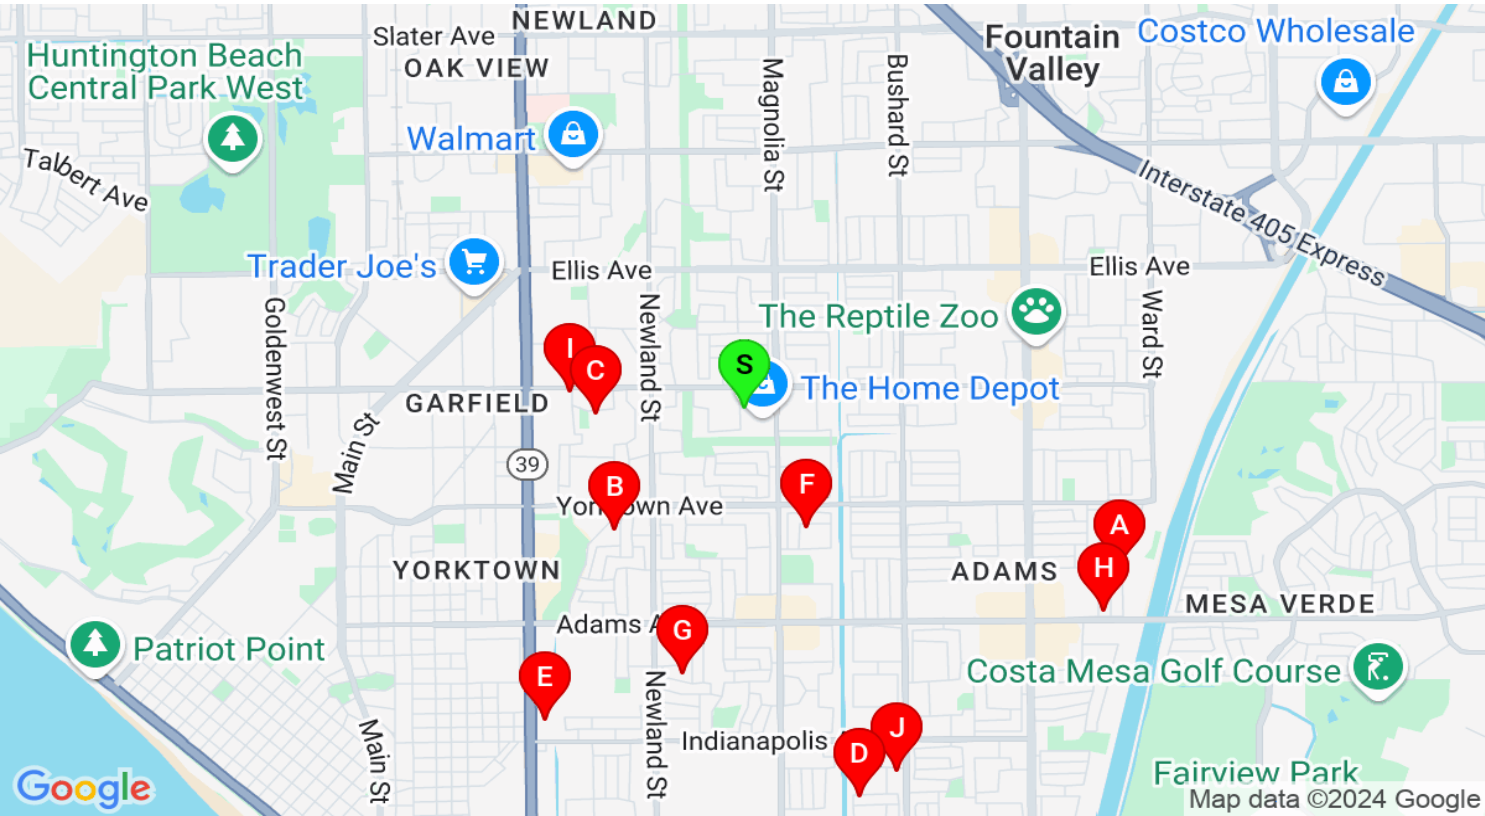 NEWLAND
Slater Ave
OAK VIEW
Huntington Beach
Central Park West
Fountain
Valley
Costco Wholesale
Walmart
Magnolia St
Bushard St
Talbert Ave
Interstate 405 Express
Trader Joe's
Ellis Ave
Ellis Ave
The Reptile Zoo
Goldenwest St
Newland St
Ward St
I
C
S
The Home Depot
GARFIELD
Main St
39
B
F
Yorktown Ave
A
H
YORKTOWN
ADAMS
MESA VERDE
Adams A
G
Patriot Point
E
Costa Mesa Golf Course
Newland St
Main St
Indianapolis
J
D
Fairview Park
Google
Map data ©2024 Google